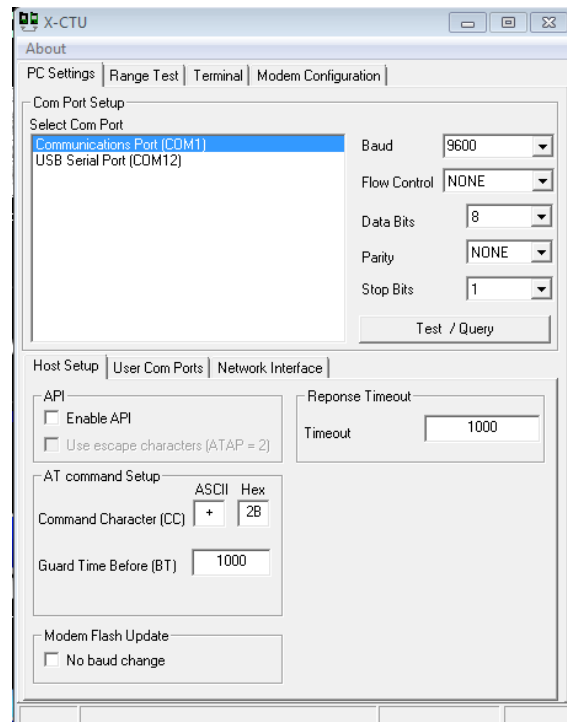 X-CTU
About
PC Settings Range Test Terminal Modem Configuration
Com Port Setup
Select Com Port
Communications Port (COM1)
USB Serial Port (COM12)
Baud 9600
Flow Control NONE
Data Bits 8
Parity NONE
Stop Bits 1
Test / Query
Host Setup User Com Ports Network Interface
API
Enable API
Use escape characters (ATAP = 2)
Reponse Timeout
Timeout 1000
AT command Setup
ASCII Hex
Command Character (CC) + 2B
Guard Time Before (BT) 1000
Modem Flash Update
No baud change